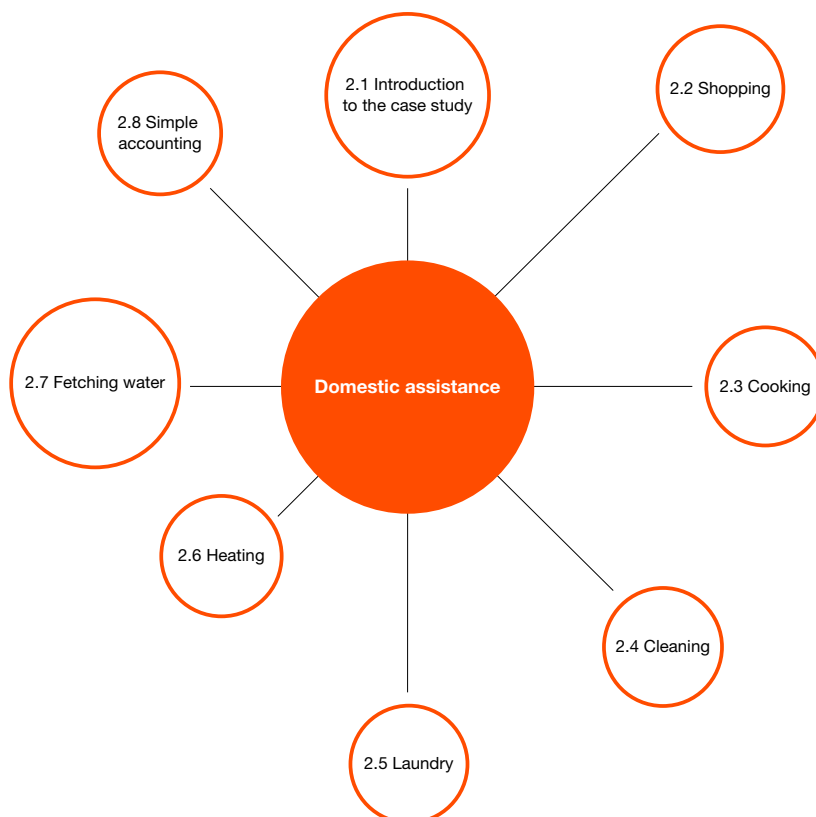 2.1 Introduction
to the case study
2.2 Shopping
2.8 Simple
accounting
2.7 Fetching water
Domestic assistance
2.3 Cooking
2.6 Heating
2.4 Cleaning
2.5 Laundry